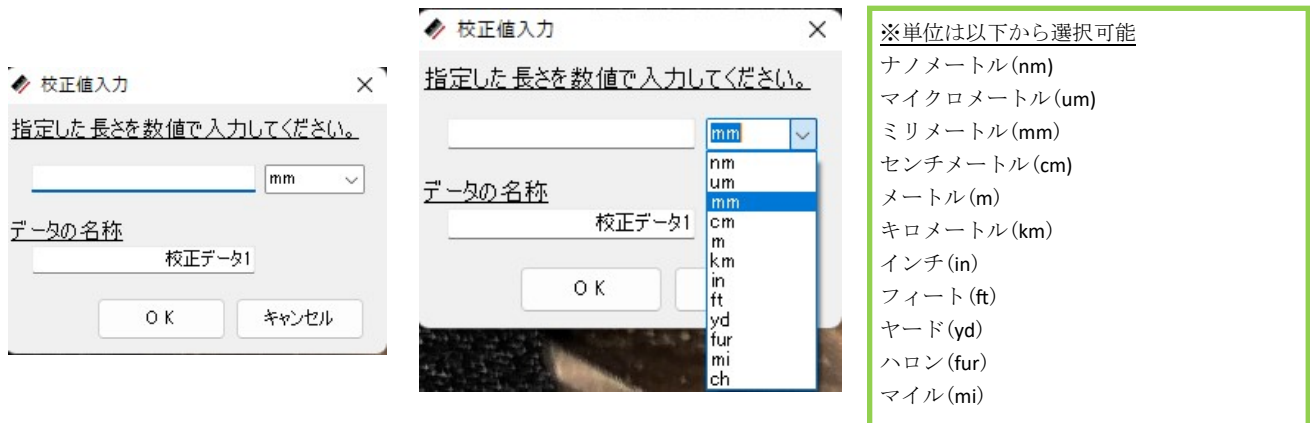 校正値入力
指定した長さを数値で入力してください。
mm
データの名称
校正データ1
OK
キャンセル
校正値入力
指定した長さを数値で入力してください。
mm
nm
um
mm
cm
m
km
in
ft
yd
fur
mi
ch
データの名称
校正データ1
OK
※単位は以下から選択可能
ナノメートル(nm)
マイクロメートル(um)
ミリメートル(mm)
センチメートル(cm)
メートル(m)
キロメートル(km)
インチ(in)
フィート(ft)
ヤード(yd)
ハロン(fur)
マイル(mi)